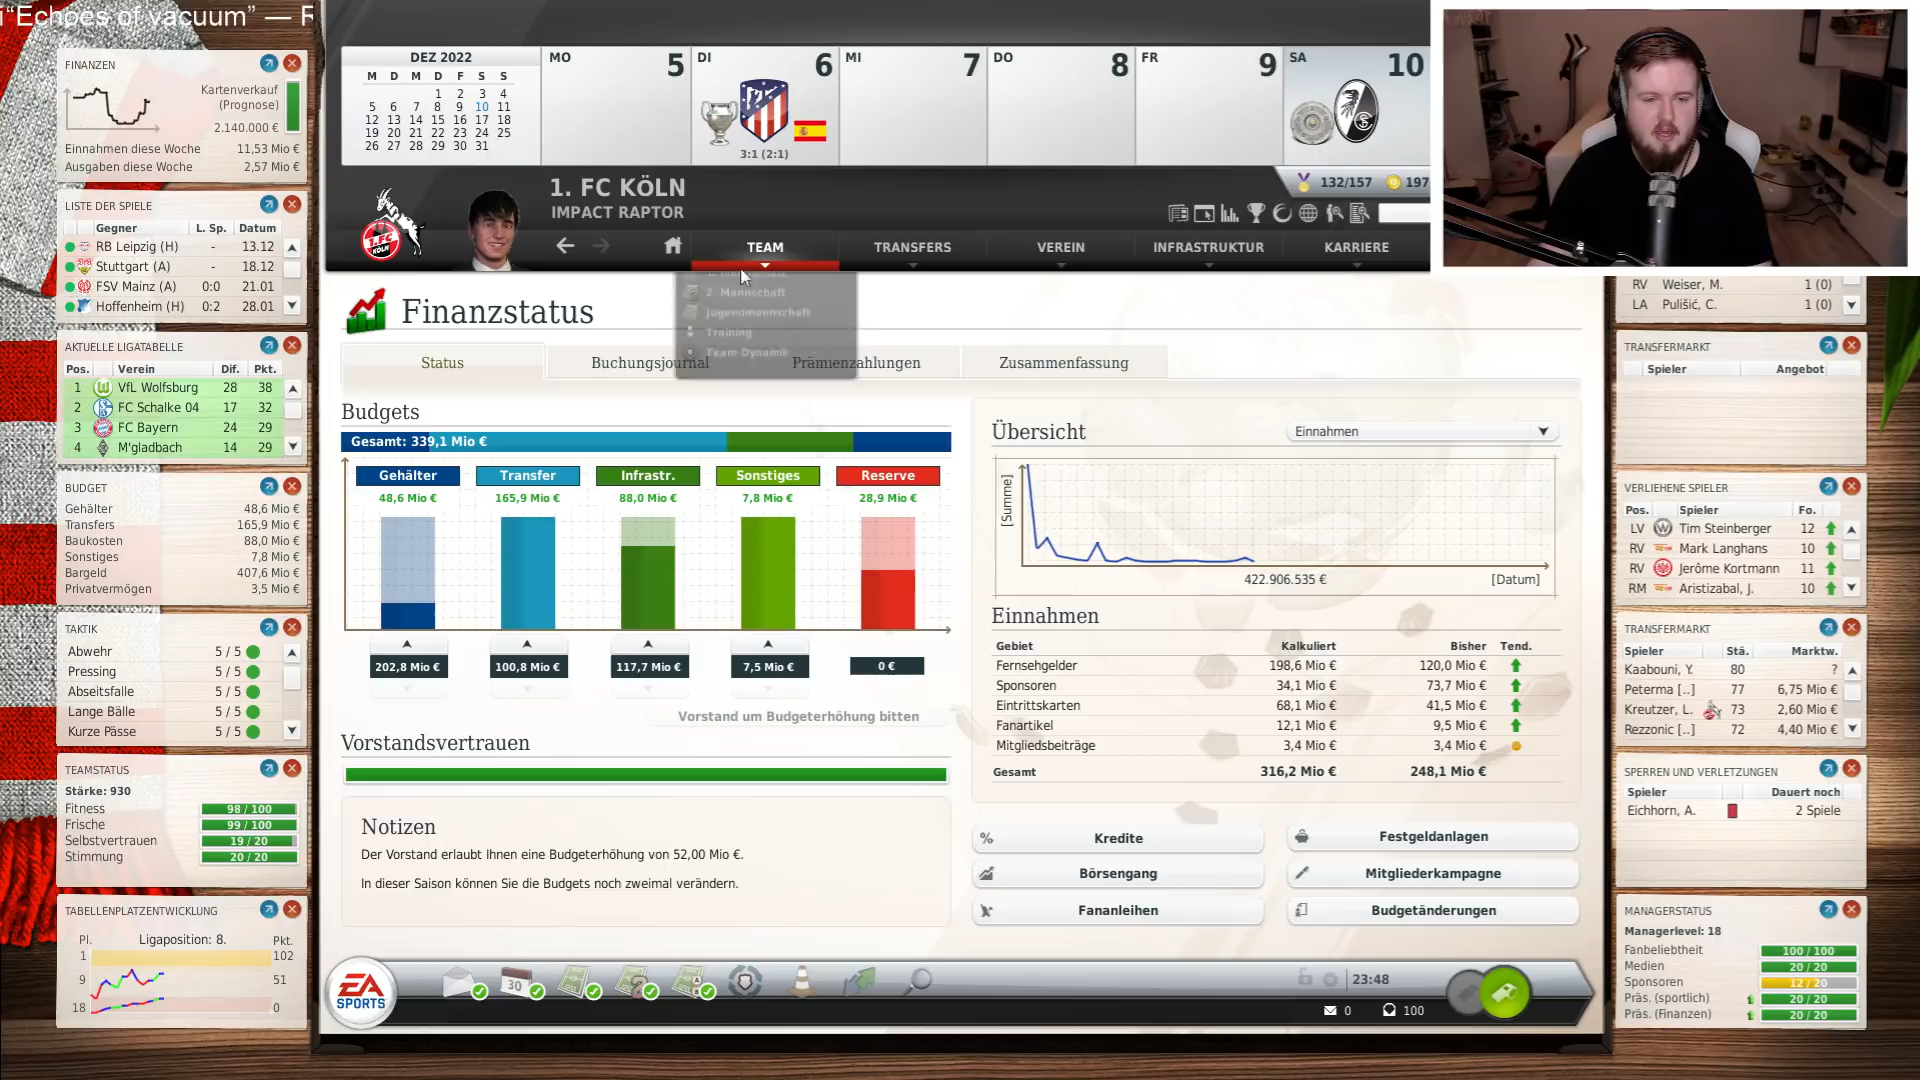 "Echoes of vacuum" —
FINANZEN
Kartenverkauf
(Prognose)
2.140.000 €
Einnahmen diese Woche 11,53 Mio €
Ausgaben diese Woche 2,57 Mio €
LISTE DER SPIELE
Gegner L. Sp. Datum
RB Leipzig (H) - 13.12
Stuttgart (A) - 18.12
FSV Mainz (A) 0:0 21.01
Hoffenheim (H) 0:2 28.01
AKTUELLE LIGATABELLE
Pos. Verein Dif. Pkt.
1 VfL Wolfsburg 28 38
2 FC Schalke 04 17 32
3 FC Bayern 24 29
4 M'gladbach 14 29
BUDGET
Gehälter 48,6 Mio €
Transfers 165,9 Mio €
Baukosten 88,0 Mio €
Sonstiges 7,8 Mio €
Bargeld 407,6 Mio €
Privatvermögen 3,5 Mio €
TAKTIK
Abwehr 5 / 5
Pressing 5 / 5
Abseitsfalle 5 / 5
Lange Bälle 5 / 5
Kurze Pässe 5 / 5
TEAMSTATUS
Stärke: 930
Fitness 98 / 100
Frische 99 / 100
Selbstvertrauen 19 / 20
Stimmung 20 / 20
TABELLENPLATZENTWICKLUNG
Pl. Ligaposition: 8. Pkt.
1 102
9 51
18 0
DEZ 2022
M D M D F S S
1 2 3 4
5 6 7 8 9 10 11
12 13 14 15 16 17 18
19 20 21 22 23 24 25
26 27 28 29 30 31
MO 5 DI 6 MI 7 DO 8 FR 9 SA 10
3:1 (2:1)
1. FC KÖLN
IMPACT RAPTOR
1.FC KÖLN
132/157 197
TEAM TRANSFERS VEREIN INFRASTRUKTUR KARRIERE
2. Mannschaft
Jugendmannschaft
Training
Team-Dynamik
Finanzstatus
Status Buchungsjournal Prämienzahlungen Zusammenfassung
Budgets
Gesamt: 339,1 Mio €
Gehälter Transfer Infrastr. Sonstiges Reserve
48,6 Mio € 165,9 Mio € 88,0 Mio € 7,8 Mio € 28,9 Mio €
202,8 Mio € 100,8 Mio € 117,7 Mio € 7,5 Mio € 0 €
Vorstand um Budgeterhöhung bitten
Vorstandsvertrauen
Notizen
Der Vorstand erlaubt Ihnen eine Budgeterhöhung von 52,00 Mio €.
In dieser Saison können Sie die Budgets noch zweimal verändern.
Übersicht
Einnahmen
[Summe]
422.906.535 € [Datum]
Einnahmen
Gebiet Kalkuliert Bisher Tend.
Fernsehgelder 198,6 Mio € 120,0 Mio €
Sponsoren 34,1 Mio € 73,7 Mio €
Eintrittskarten 68,1 Mio € 41,5 Mio €
Fanartikel 12,1 Mio € 9,5 Mio €
Mitgliedsbeiträge 3,4 Mio € 3,4 Mio €
Gesamt 316,2 Mio € 248,1 Mio €
Kredite Festgeldanlagen
Börsengang Mitgliederkampagne
Fananleihen Budgetänderungen
EA
SPORTS
30
23:48
0 100
RV Weiser, M. 1 (0)
LA Pulišić, C. 1 (0)
TRANSFERMARKT
Spieler Angebot
VERLIEHENE SPIELER
Pos. Spieler Fo.
LV Tim Steinberger 12
RV Mark Langhans 10
RV Jerôme Kortmann 11
RM Aristizabal, J. 10
TRANSFERMARKT
Spieler Stä. Marktw.
Kaabouni, Y. 80 ?
Peterma [..] 77 6,75 Mio €
Kreutzer, L. 73 2,60 Mio €
Rezzonic [..] 72 4,40 Mio €
SPERREN UND VERLETZUNGEN
Spieler Dauert noch
Eichhorn, A. 2 Spiele
MANAGERSTATUS
Managerlevel: 18
Fanbeliebtheit 100 / 100
Medien 20 / 20
Sponsoren 12 / 20
Präs. (sportlich) 20 / 20
Präs. (Finanzen) 20 / 20